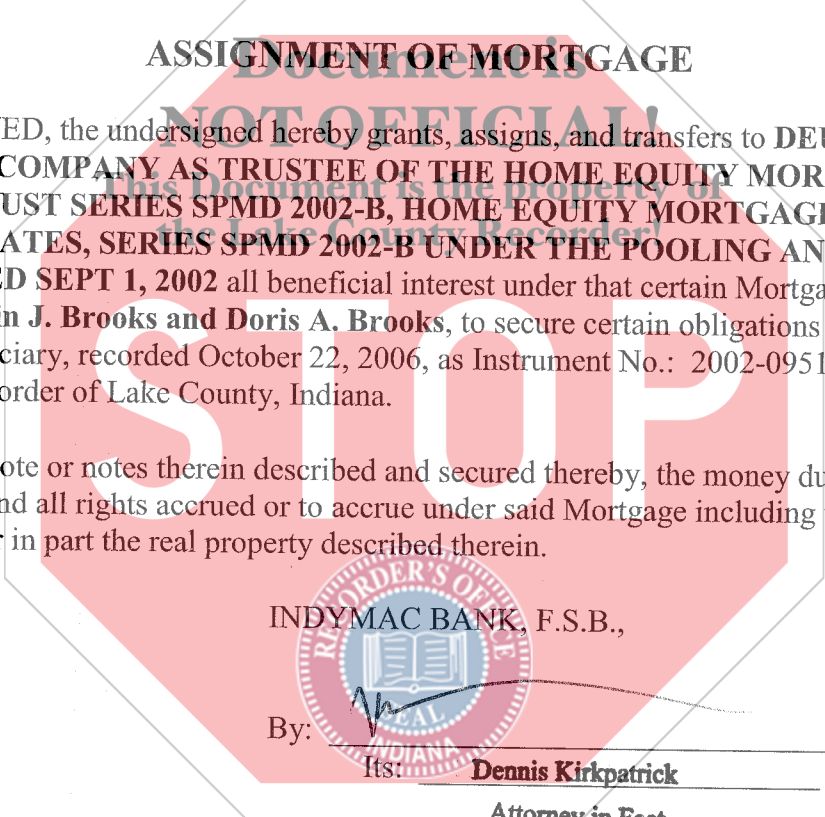 ASSIGNMENT OF MORTGAGE
Document is
NOT OFFICIAL!
ED, the undersigned hereby grants, assigns, and transfers to DEU
COMPANY AS TRUSTEE OF THE HOME EQUITY MOR
This Document is the property of
UST SERIES SPMD 2002-B, HOME EQUITY MORTGAGE
the Lake County Recorder!
ATES, SERIES SPMD 2002-B UNDER THE POOLING AN
D SEPT 1, 2002 all beneficial interest under that certain Mortga
in J. Brooks and Doris A. Brooks, to secure certain obligations
ciary, recorded October 22, 2006, as Instrument No.: 2002-0951
order of Lake County, Indiana.
STOP
ote or notes therein described and secured thereby, the money du
nd all rights accrued or to accrue under said Mortgage including
r in part the real property described therein.
RECORDER'S OFFICE
INDYMAC BANK, F.S.B.,
SEAL
By:
INDIANA
Its: Dennis Kirkpatrick
Attorney in Fact